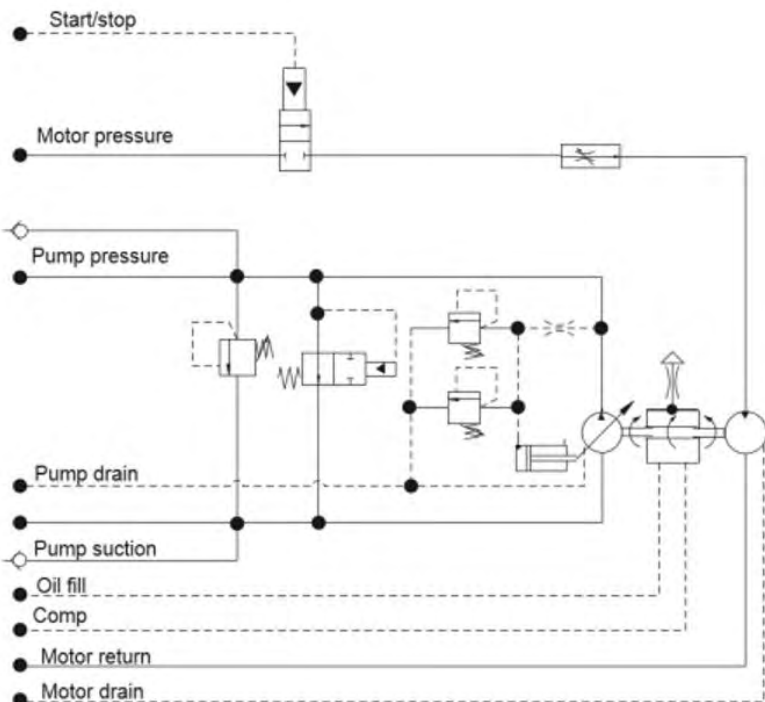 Start/stop
Motor pressure
Pump pressure
Pump drain
Pump suction
Oil fill
Comp
Motor return
Motor drain